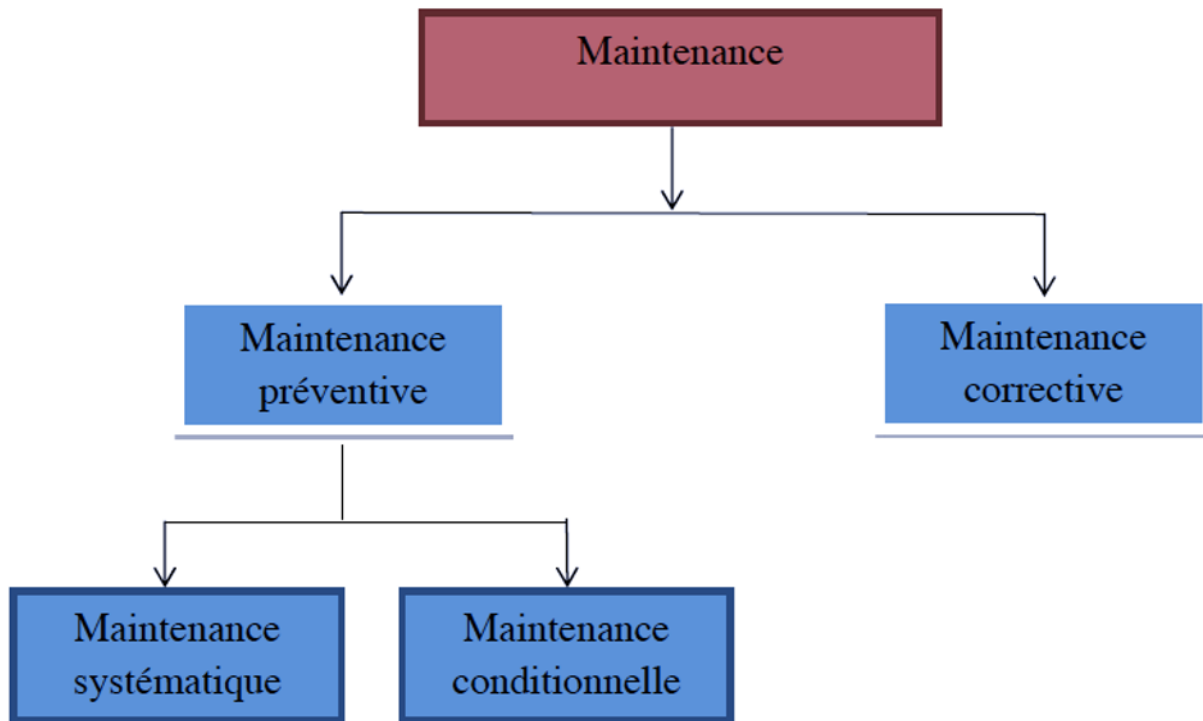 Maintenance
Maintenance
préventive
Maintenance
corrective
Maintenance
systématique
Maintenance
conditionnelle